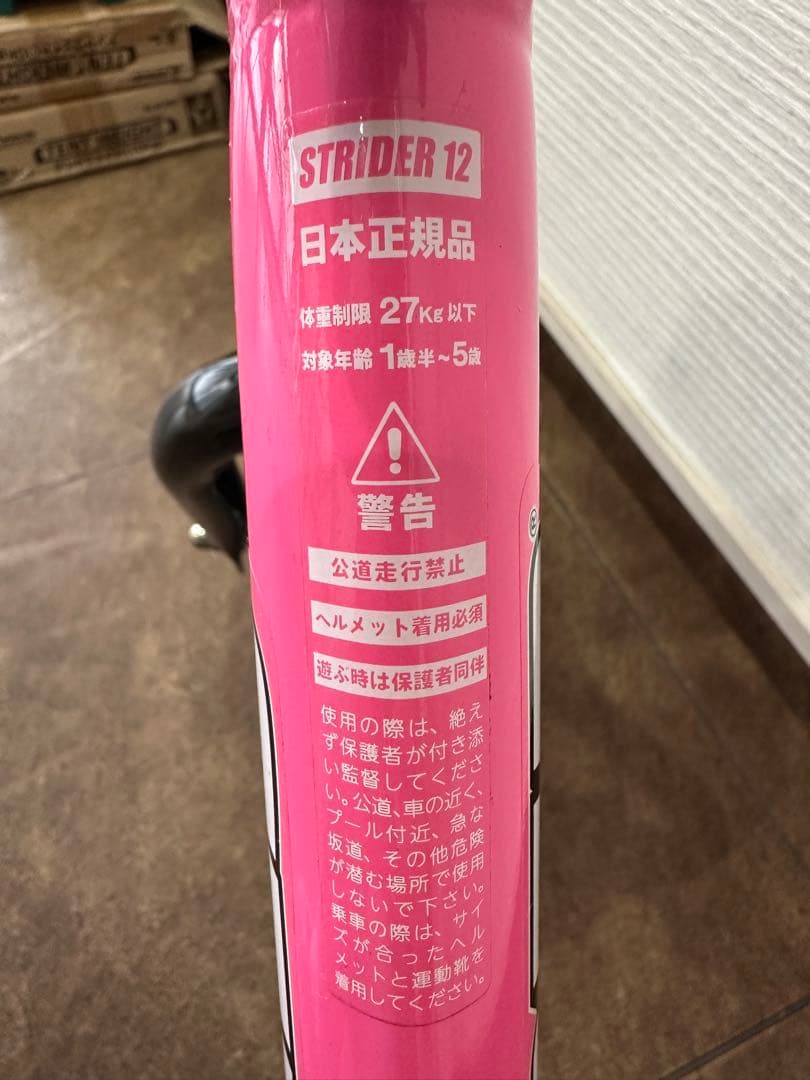 STRIDER 12
日本正規品
体重制限 27Kg以下
対象年齢 1歳半~5歳
警告
公道走行禁止
ヘルメット着用必須
遊ぶ時は保護者同伴
使用の際は、絶え
ず保護者が付き添
い監督してくださ
い。公道、車の近く、
プール付近、急な
坂道、その他危険
が潜む場所で使用
しないで下さい。
乗車の際は、サイ
ズが合ったヘル
メットと運動靴を
着用してください。